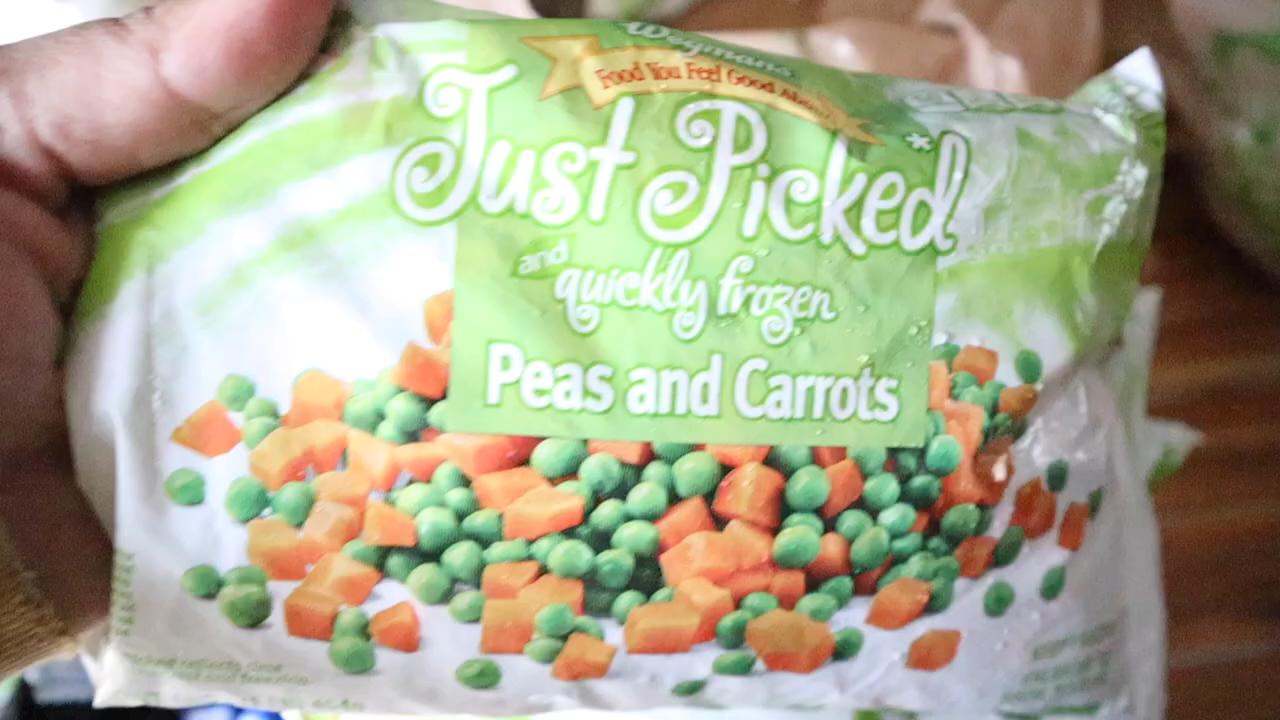 Wegmans
Food You Feel Good About
Just Picked*
and
quickly frozen
Peas and Carrots